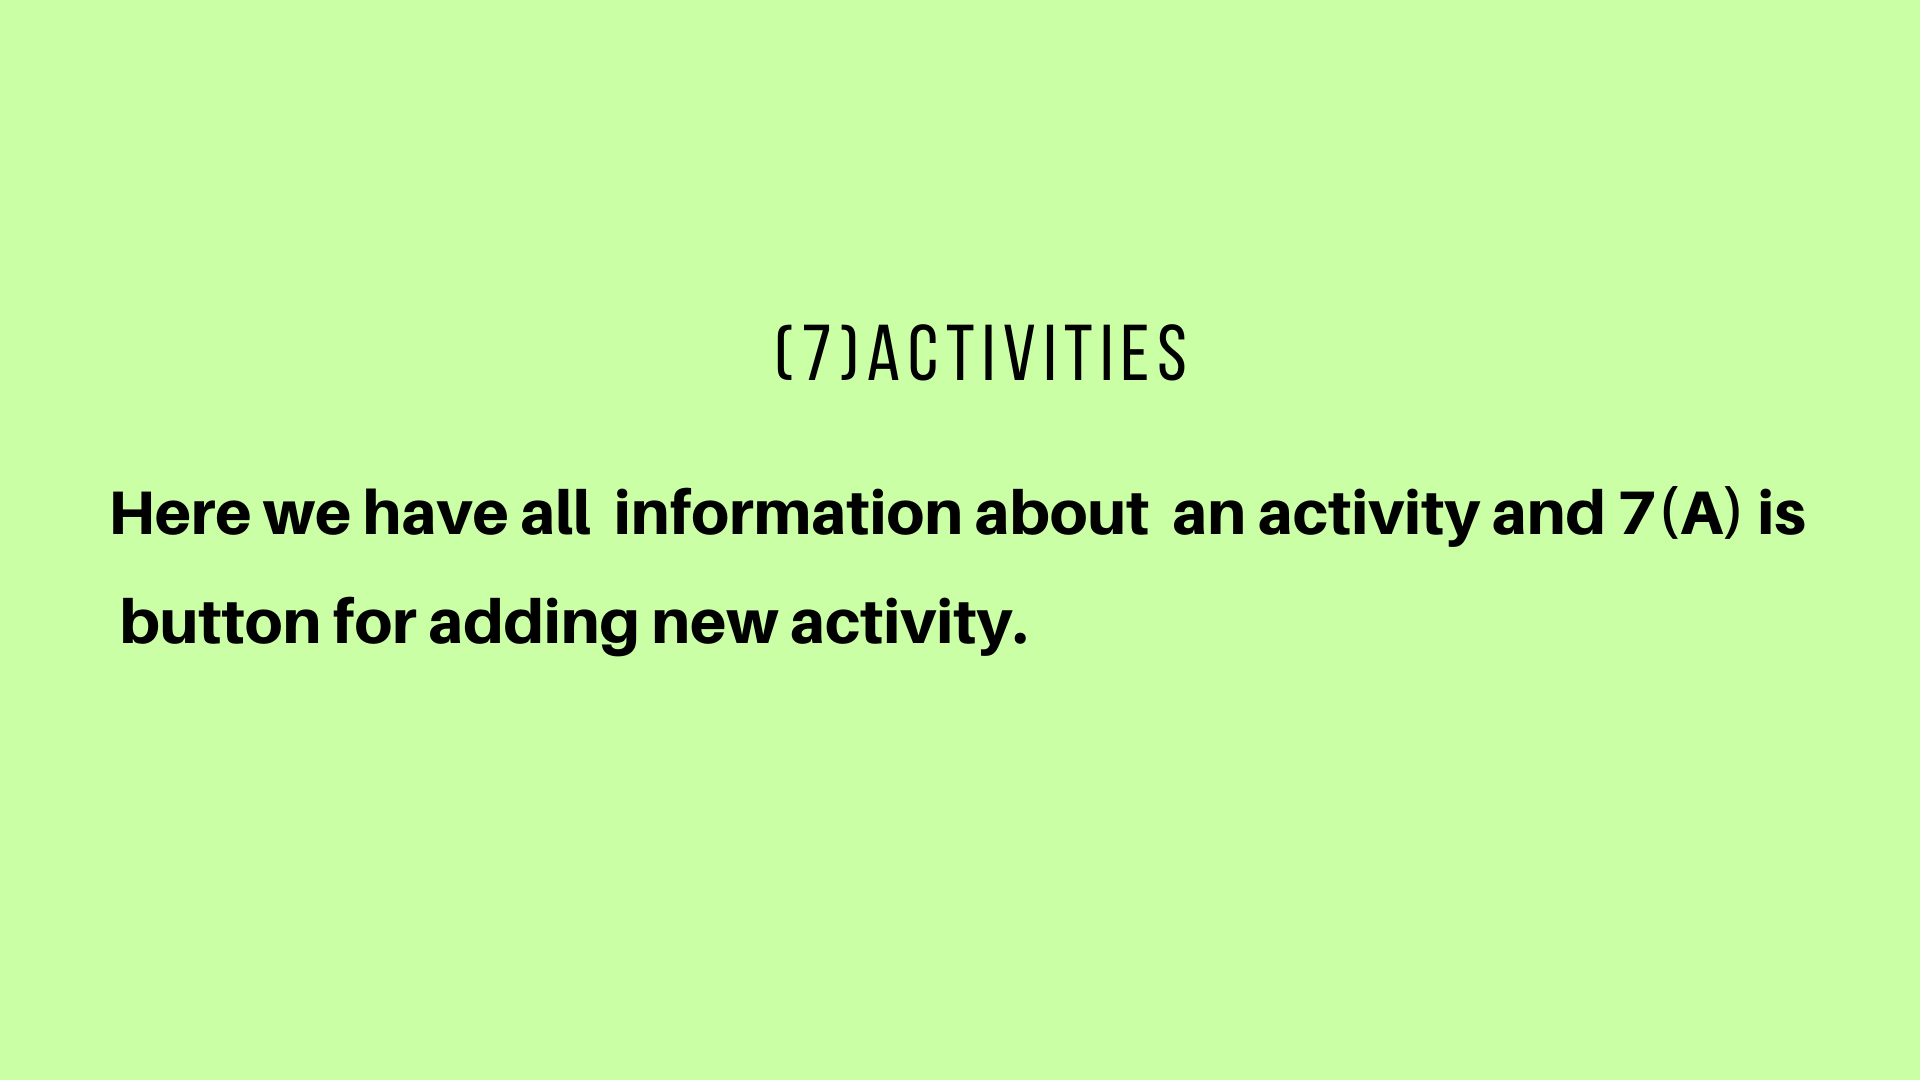 (7)ACTIVITIES
Here we have all  information about  an activity and 7(A) is
button for adding new activity.